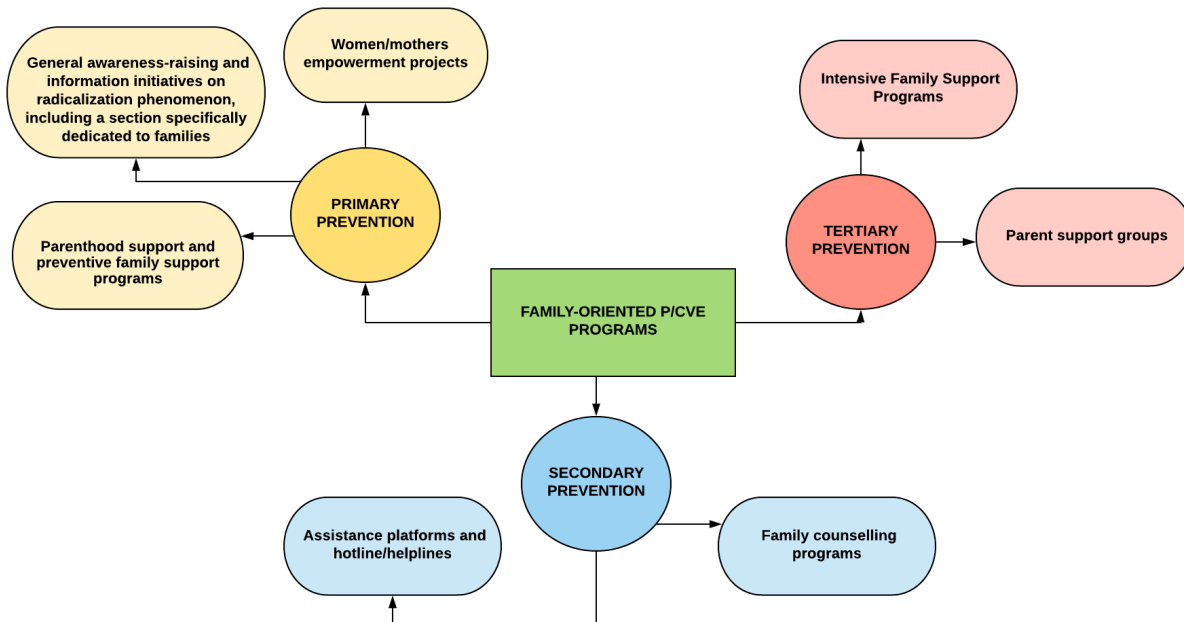 General awareness-raising and
information initiatives on
radicalization phenomenon,
including a section specifically
dedicated to families
Women/mothers
empowerment projects
Intensive Family Support
Programs
PRIMARY
PREVENTION
TERTIARY
PREVENTION
Parenthood support and
preventive family support
programs
Parent support groups
FAMILY-ORIENTED P/CVE
PROGRAMS
SECONDARY
PREVENTION
Assistance platforms and
hotline/helplines
Family counselling
programs